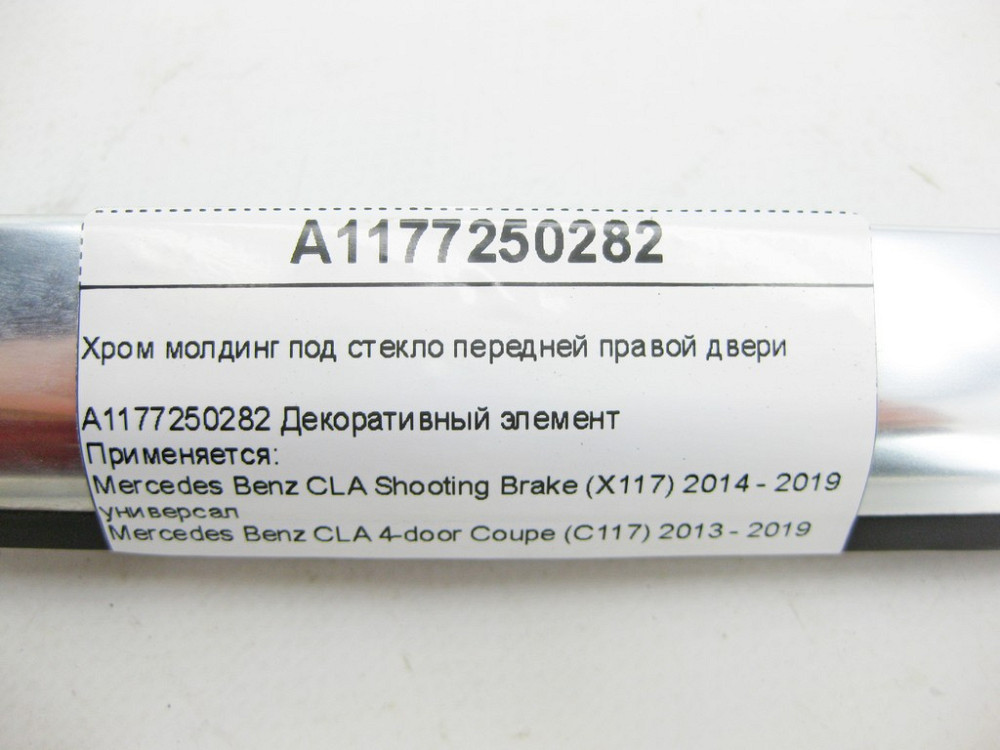 A1177250282
Хром молдинг под стекло передней правой двери
A1177250282 Декоративный элемент
Применяется:
Mercedes Benz CLA Shooting Brake (X117) 2014 - 2019
универсал
Mercedes Benz CLA 4-door Coupe (C117) 2013 - 2019